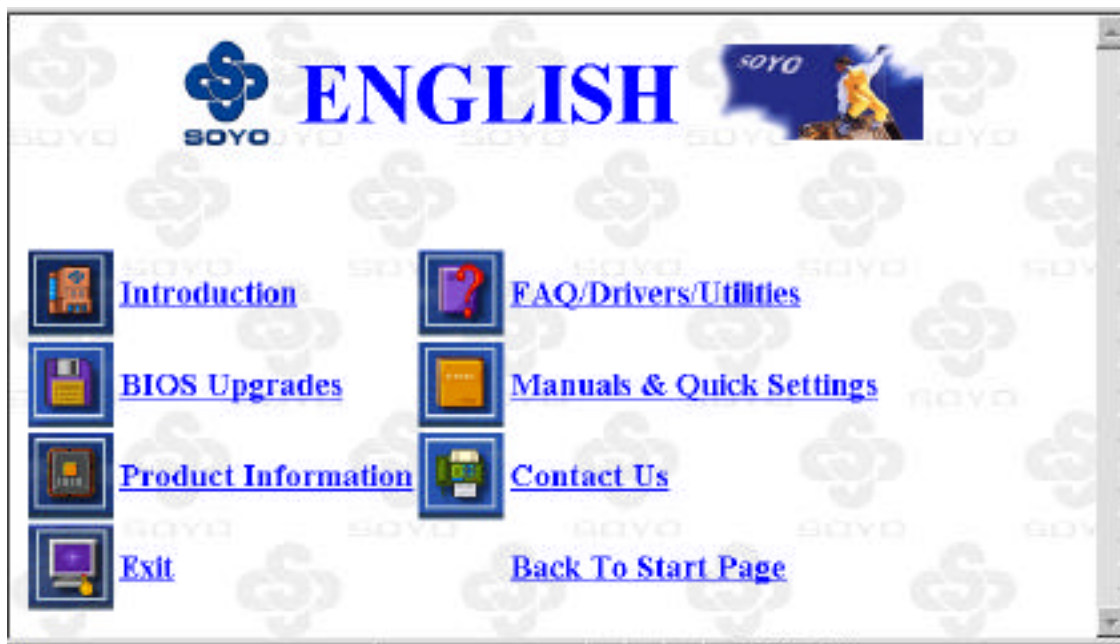 SOYO
ENGLISH
SOYO
Introduction
FAQ/Drivers/Utilities
BIOS Upgrades
Manuals & Quick Settings
Product Information
Contact Us
Exit
Back To Start Page